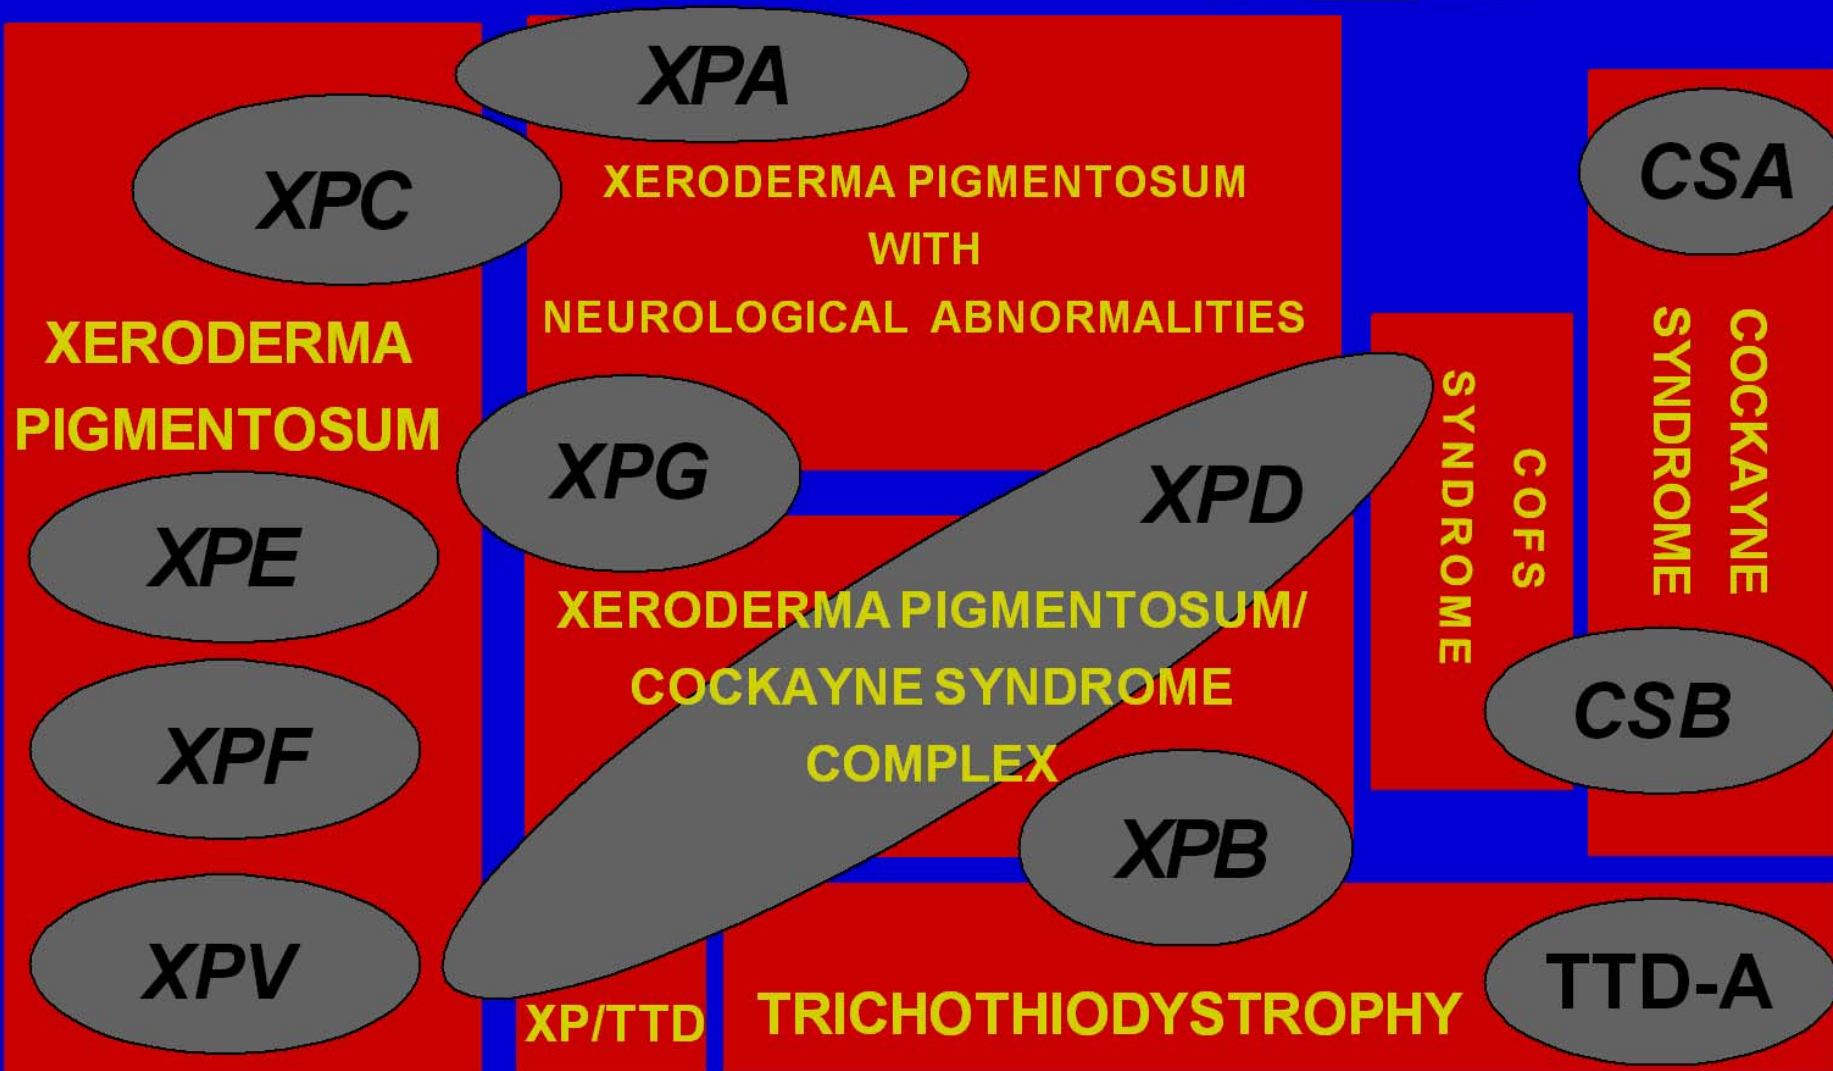 XPA
XPC
CSA
XERODERMA PIGMENTOSUM
WITH
NEUROLOGICAL ABNORMALITIES
XERODERMA
PIGMENTOSUM
COCKAYNE
SYNDROME
COFS
SYNDROME
XPG
XPD
XPE
XERODERMA PIGMENTOSUM/
COCKAYNE SYNDROME
COMPLEX
CSB
XPF
XPB
XPV
TTD-A
XP/TTD
TRICHOTHIODYSTROPHY